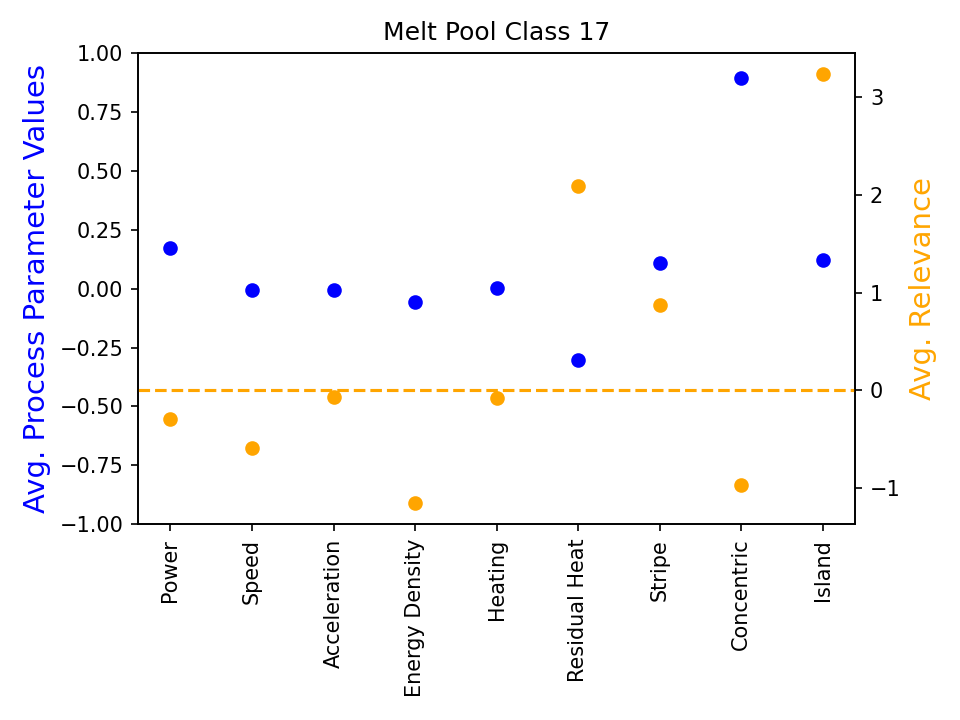 Melt Pool Class 17
Avg. Process Parameter Values
1.00
0.75
0.50
0.25
0.00
−0.25
−0.50
−0.75
−1.00
3
2
1
0
−1
Avg. Relevance
Power
Speed
Acceleration
Energy Density
Heating
Residual Heat
Stripe
Concentric
Island